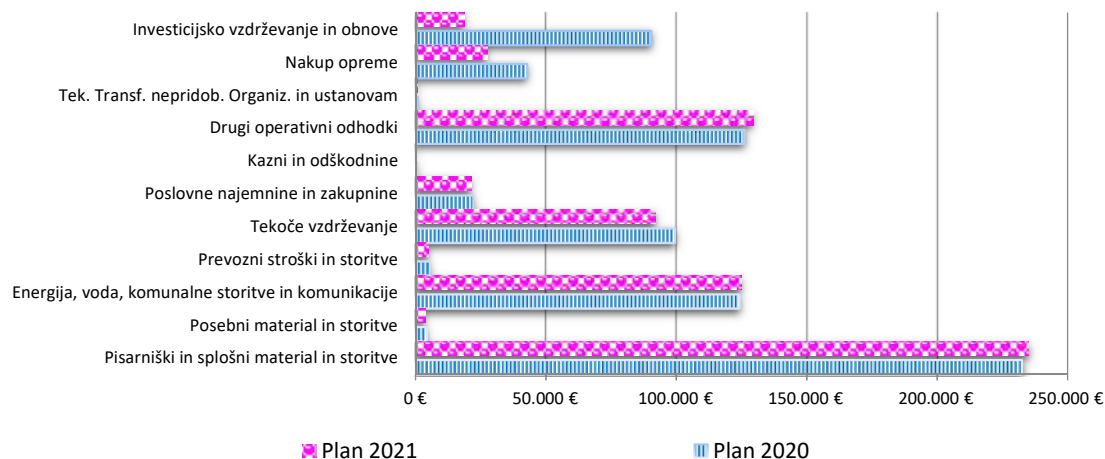 Investicijsko vzdrževanje in obnove
Nakup opreme
Tek. Transf. nepridob. Organiz. in ustanovam
Drugi operativni odhodki
Kazni in odškodnine
Poslovne najemnine in zakupnine
Tekoče vzdrževanje
Prevozni stroški in storitve
Energija, voda, komunalne storitve in komunikacije
Posebni material in storitve
Pisarniški in splošni material in storitve
0 € 50.000 € 100.000 € 150.000 € 200.000 € 250.000 €
Plan 2021 Plan 2020